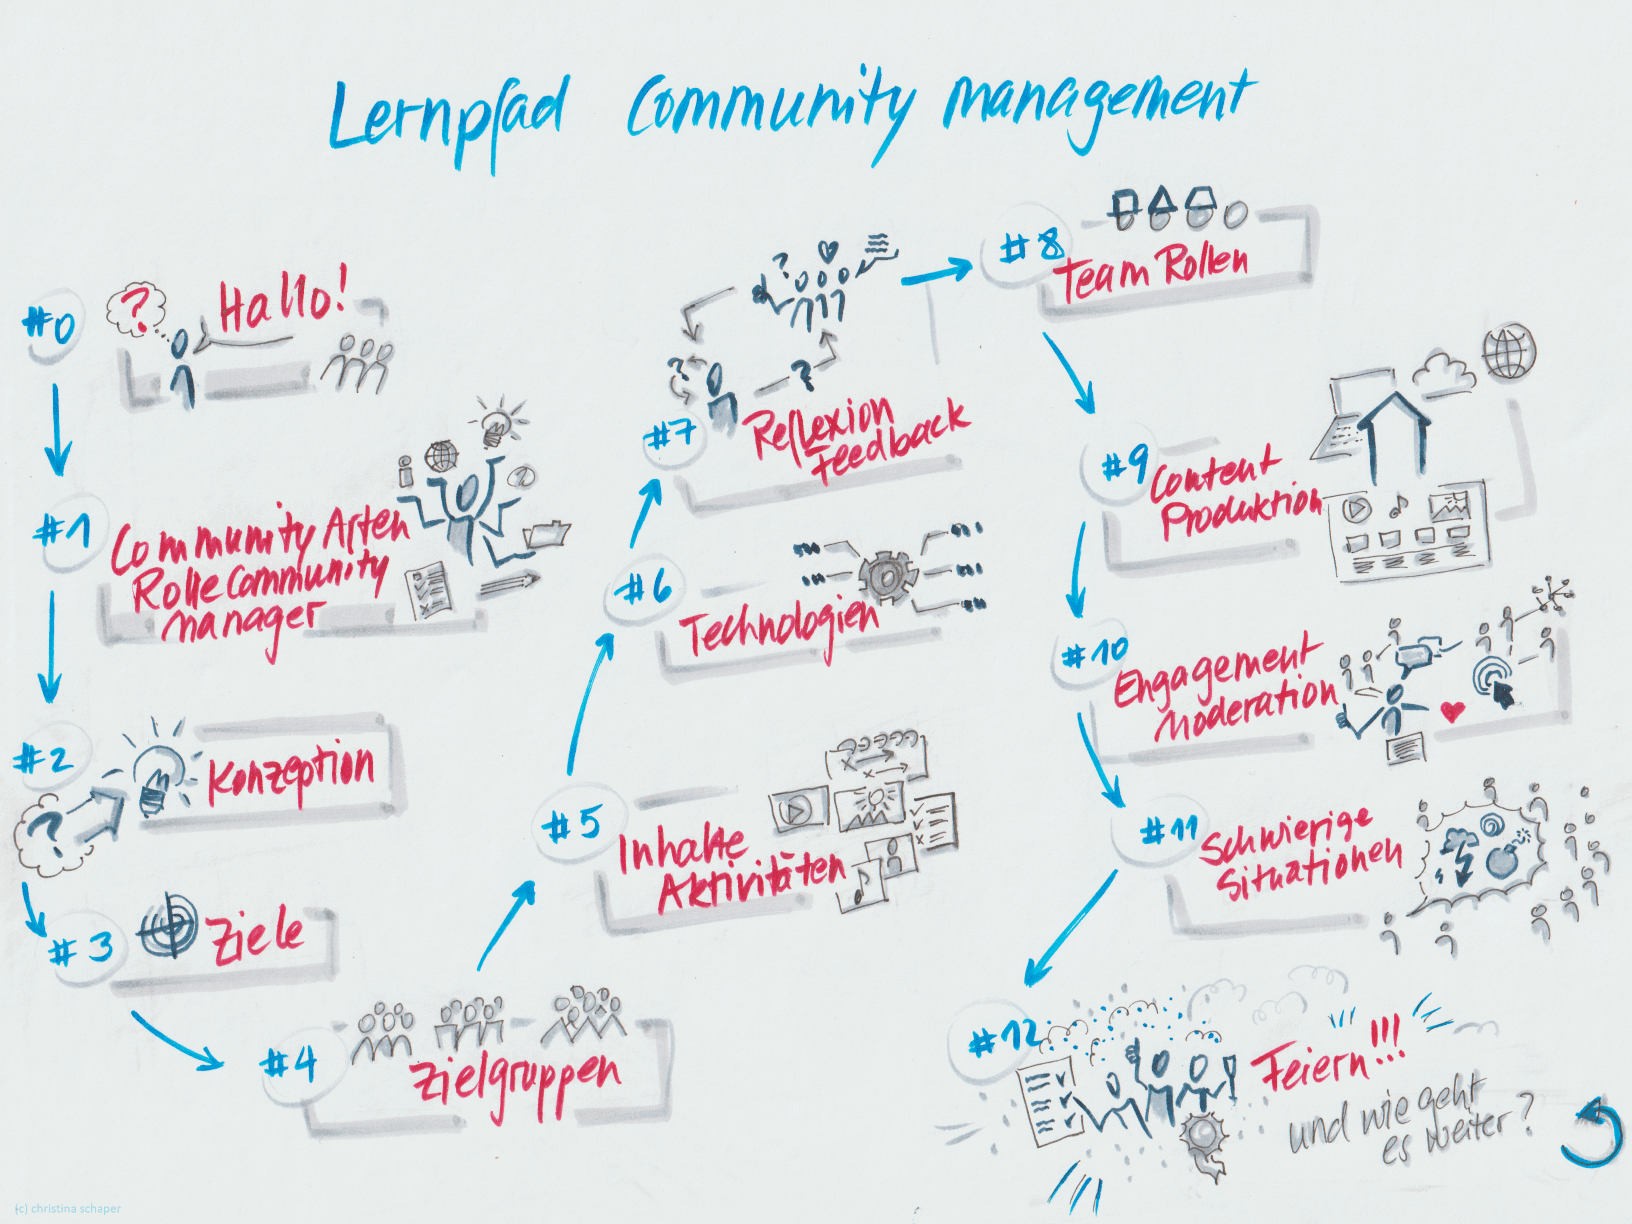 Lernpfad Community management
#0
?
Hallo!
#1
Community Arten
Rolle Community
manager
#2
?
Konzeption
#3
Ziele
#4
Zielgruppen
#5
Inhalte
Aktivitäten
#6
Technologien
#7
?
?
?
Reflexion
Feedback
#8
Team Rollen
#9
Content
Produktion
#10
Engagement
Moderation
#11
Schwierige
Situationen
#12
Feiern!!!
und wie geht
es weiter?
(c) christina schaper